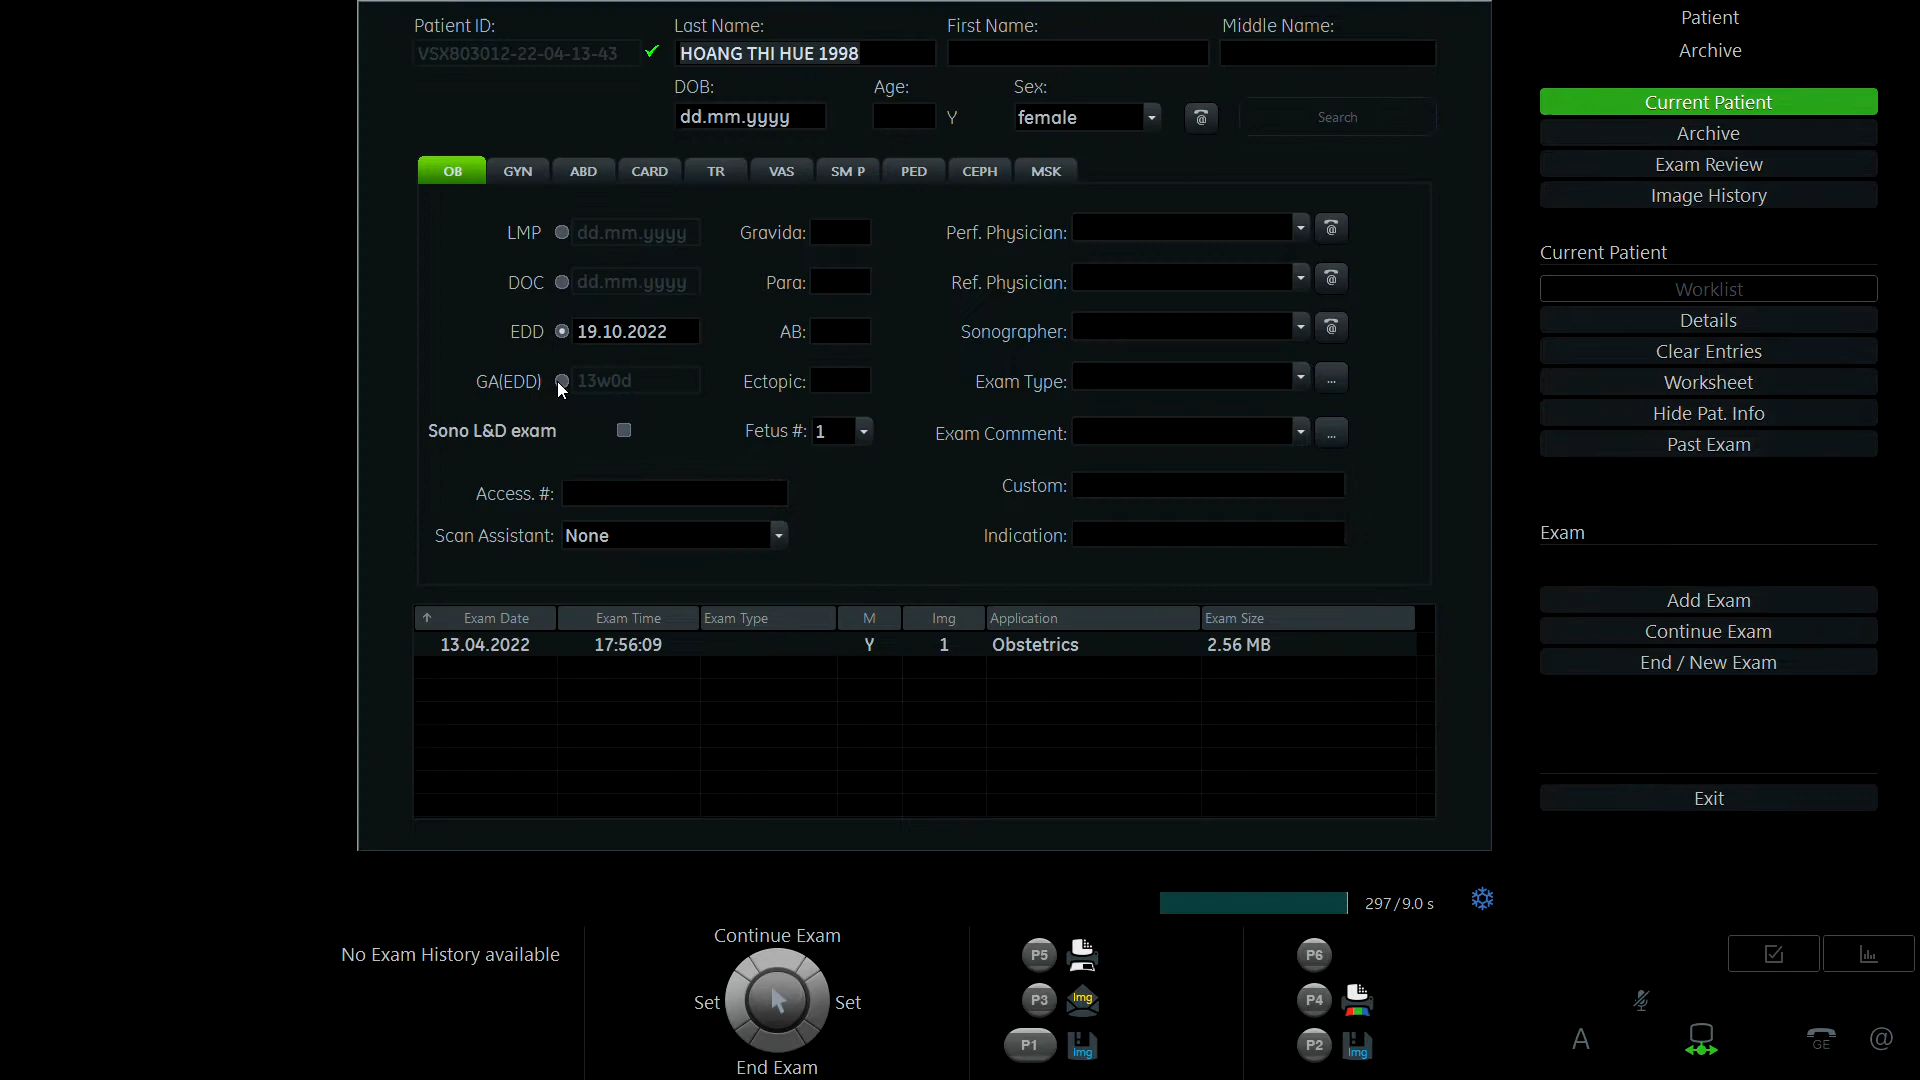 Patient ID: Last Name: First Name: Middle Name:
VSX803012-22-04-13-43 HOANG THI HUE 1998
DOB: Age: Sex:
dd.mm.yyyy Y female @ Search
OB GYN ABD CARD TR VAS SM P PED CEPH MSK
LMP dd.mm.yyyy Gravida: Perf. Physician: @
DOC dd.mm.yyyy Para: Ref. Physician: @
EDD 19.10.2022 AB: Sonographer: @
GA(EDD) 13w0d Ectopic: Exam Type: ...
Sono L&D exam Fetus #: 1 Exam Comment: ...
Access. #: Custom:
Scan Assistant: None Indication:
Exam Date Exam Time Exam Type M Img Application Exam Size
13.04.2022 17:56:09 Y 1 Obstetrics 2.56 MB
Patient
Archive
Current Patient
Archive
Exam Review
Image History
Current Patient
Worklist
Details
Clear Entries
Worksheet
Hide Pat. Info
Past Exam
Exam
Add Exam
Continue Exam
End / New Exam
Exit
297/9.0 s
No Exam History available
Continue Exam
Set Set
End Exam
P5 P6
P3 Img P4
P1 Img P2 Img
A GE @